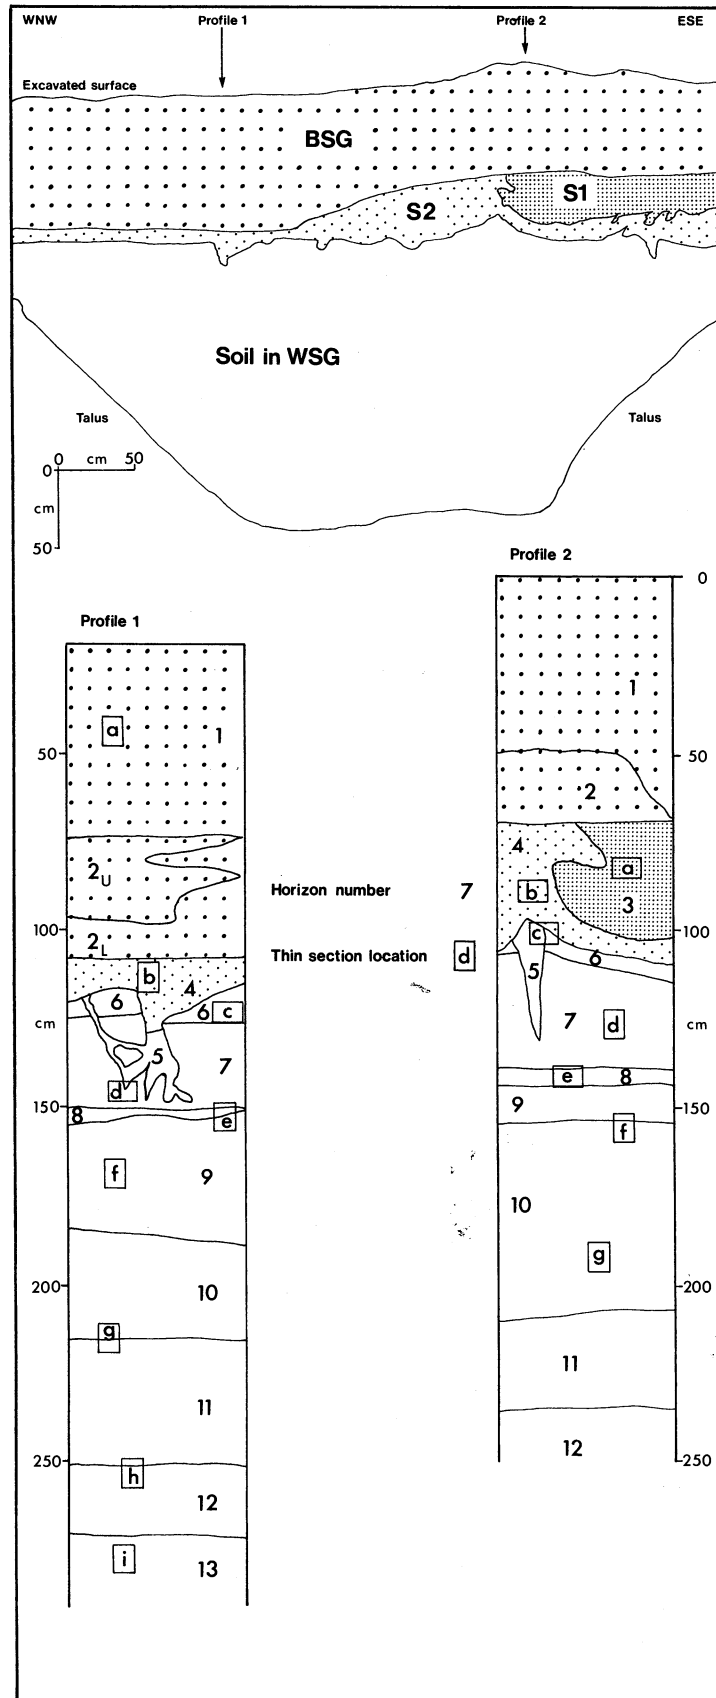 WNW Profile 1 Profile 2 ESE
Excavated surface
BSG
S1
S2
Soil in WSG
Talus Talus
0 cm 50
0
cm
50
Profile 2
0
Profile 1
1
a 1
50 50
2
4
2U a
Horizon number 7 b 3
100 c 100
2L
Thin section location d
b 4 5 6
6 6 c
cm 7 d cm
5 7
d e 8
150
8 e 9 150
f
f 9
10
g
200 10 200
g
11
11
12
250 250
h
12
i 13